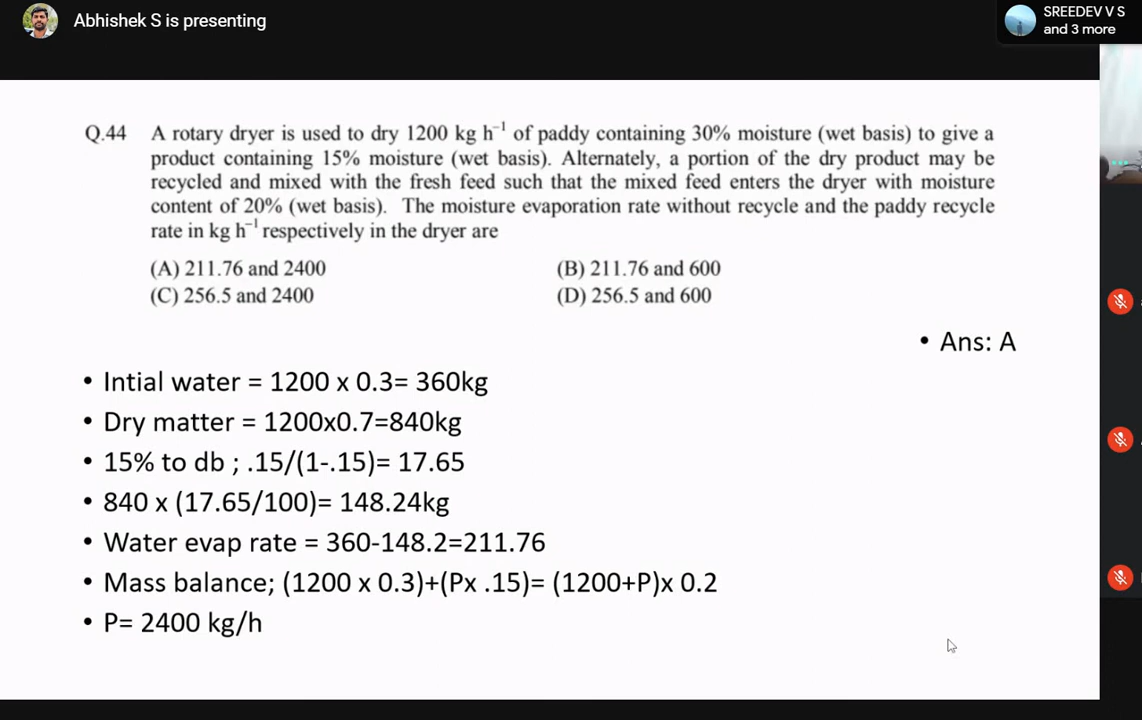 Abhishek S is presenting
SREEDEV V S
and 3 more
Q.44 A rotary dryer is used to dry 1200 kg h⁻¹ of paddy containing 30% moisture (wet basis) to give a
product containing 15% moisture (wet basis). Alternately, a portion of the dry product may be
recycled and mixed with the fresh feed such that the mixed feed enters the dryer with moisture
content of 20% (wet basis). The moisture evaporation rate without recycle and the paddy recycle
rate in kg h⁻¹ respectively in the dryer are
(A) 211.76 and 2400 (B) 211.76 and 600
(C) 256.5 and 2400 (D) 256.5 and 600
• Ans: A
• Intial water = 1200 x 0.3= 360kg
• Dry matter = 1200x0.7=840kg
• 15% to db ; .15/(1-.15)= 17.65
• 840 x (17.65/100)= 148.24kg
• Water evap rate = 360-148.2=211.76
• Mass balance; (1200 x 0.3)+(Px .15)= (1200+P)x 0.2
• P= 2400 kg/h